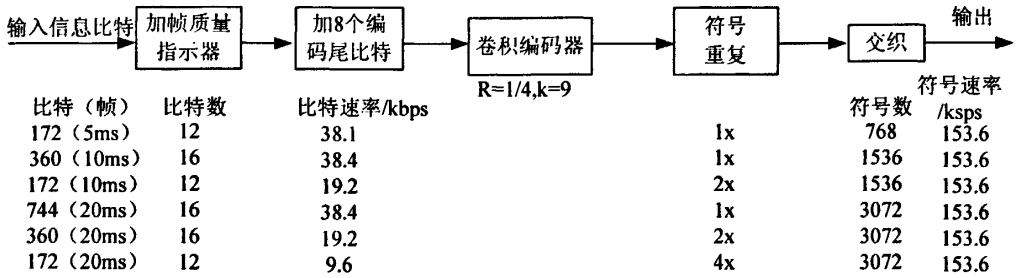 输入信息比特
加帧质量
指示器
加8个编
码尾比特
卷积编码器
R=1/4,k=9
符号
重复
交织
输出
比特（帧） 比特数 比特速率/kbps 符号数 符号速率
/ksps
172（5ms） 12 38.1 1x 768 153.6
360（10ms） 16 38.4 1x 1536 153.6
172（10ms） 12 19.2 2x 1536 153.6
744（20ms） 16 38.4 1x 3072 153.6
360（20ms） 16 19.2 2x 3072 153.6
172（20ms） 12 9.6 4x 3072 153.6